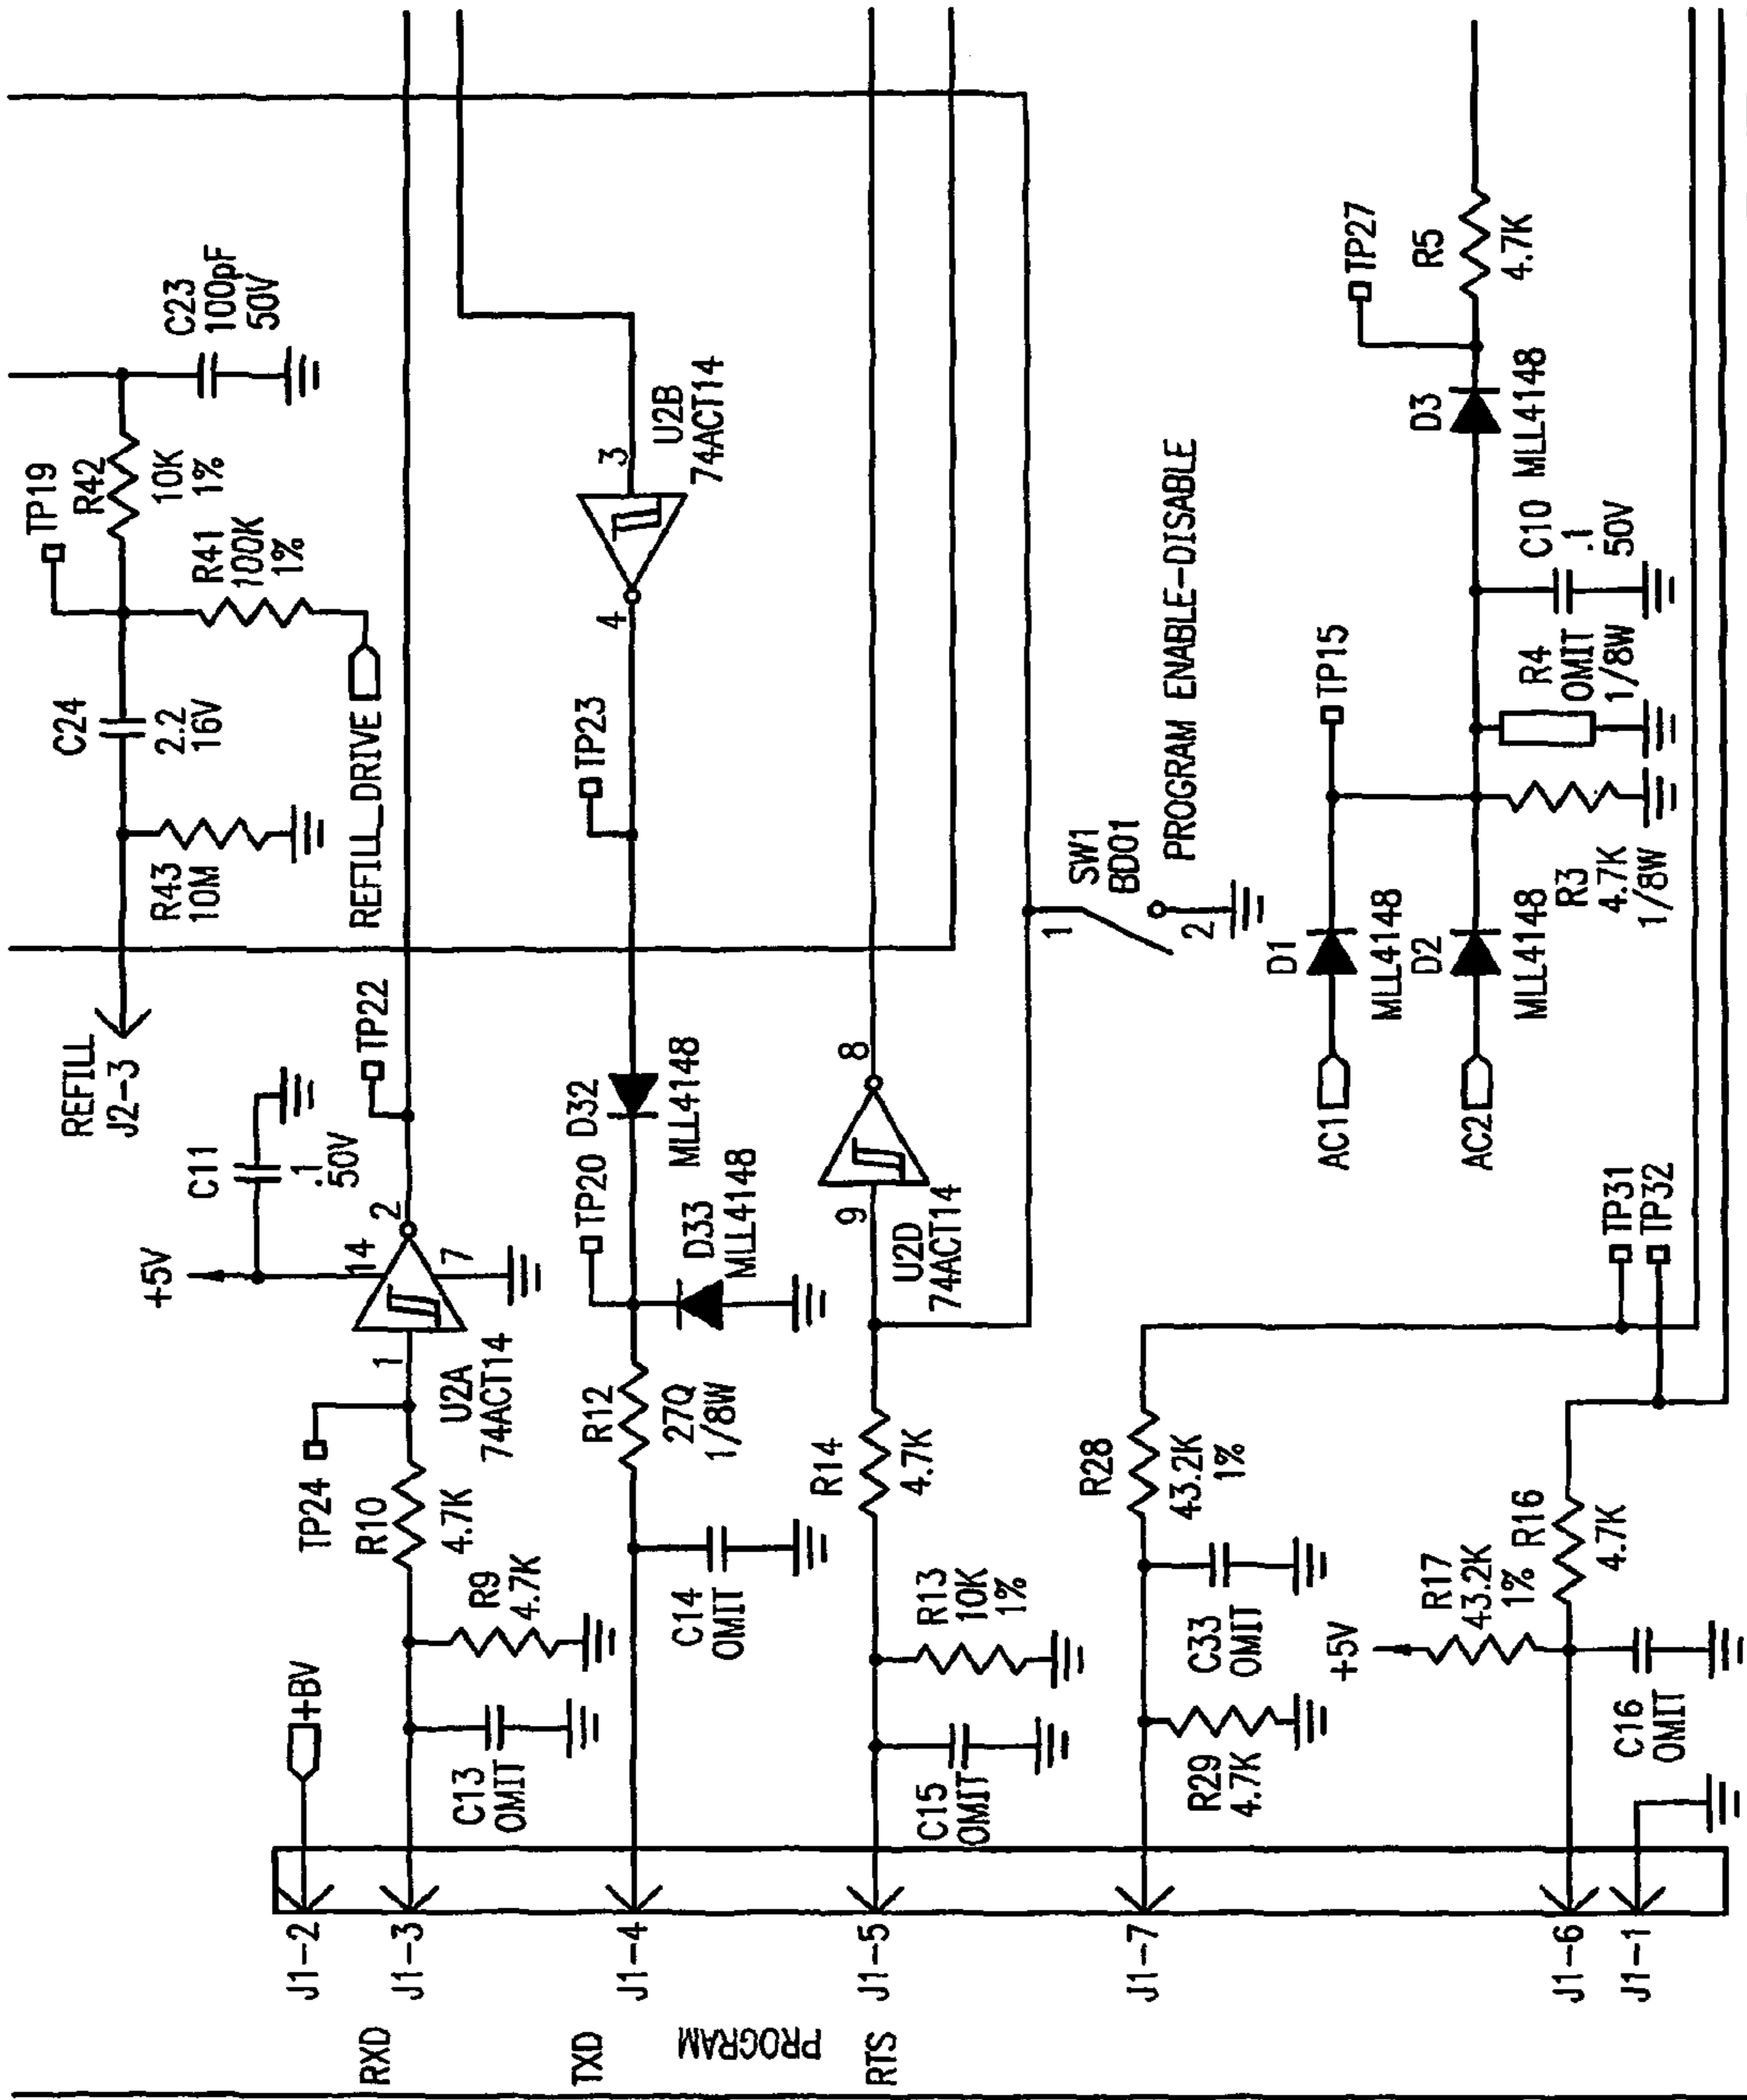 REFILL
J2-3
R43
10M
C24
2.2
16V
TP19
R42
10K
1%
R41
100K
1%
C23
100pF
50V
REFILL_DRIVE
+5V
C11
.1
50V
TP22
14
2
7
1
U2A
74ACT14
TP24
R10
4.7K
R9
4.7K
C13
OMIT
+BV
J1-2
J1-3
RXD
TP23
4
3
U2B
74ACT14
D32
MLL4148
TP20
D33
MLL4148
R12
27Ω
1/8W
C14
OMIT
J1-4
TXD
PROGRAM
8
9
U2D
74ACT14
R14
4.7K
R13
10K
1%
C15
OMIT
J1-5
RTS
SW1
BD01
1
2
PROGRAM ENABLE-DISABLE
R28
43.2K
1%
C33
OMIT
R29
4.7K
J1-7
AC1
D1
MLL4148
TP15
AC2
D2
MLL4148
R3
4.7K
1/8W
R4
OMIT
1/8W
C10
.1
50V
D3
MLL4148
TP27
R5
4.7K
TP31
TP32
+5V
R17
43.2K
1%
R16
4.7K
C16
OMIT
J1-6
J1-1